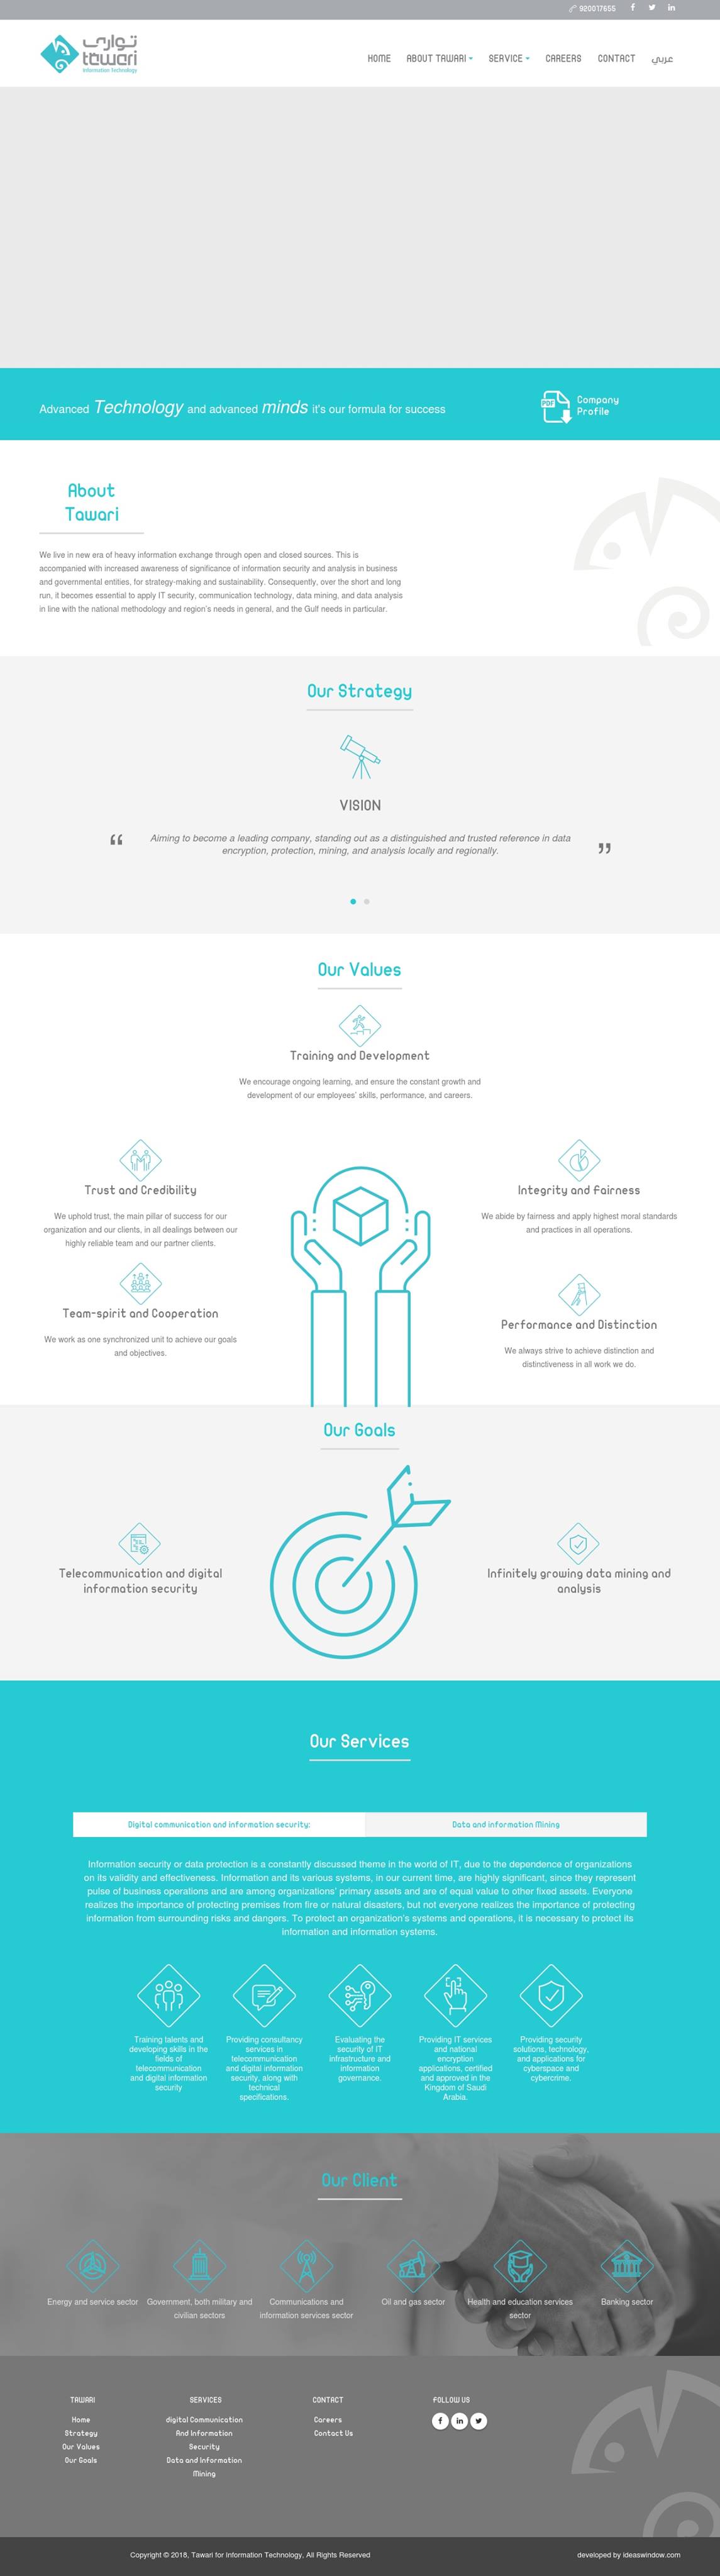 920017655
تواري
tawari
information technology
HOME ABOUT TAWARI SERVICE CAREERS CONTACT عربي
Advanced Technology and advanced minds it's our formula for success
PDF
Company
Profile
About
Tawari
We live in new era of heavy information exchange through open and closed sources. This is
accompanied with increased awareness of significance of information security and analysis in business
and governmental entities, for strategy-making and sustainability. Consequently, over the short and long
run, it becomes essential to apply IT security, communication technology, data mining, and data analysis
in line with the national methodology and region's needs in general, and the Gulf needs in particular.
Our Strategy
VISION
“ Aiming to become a leading company, standing out as a distinguished and trusted reference in data
encryption, protection, mining, and analysis locally and regionally. ”
Our Values
Training and Development
We encourage ongoing learning, and ensure the constant growth and
development of our employees' skills, performance, and careers.
Trust and Credibility
We uphold trust, the main pillar of success for our
organization and our clients, in all dealings between our
highly reliable team and our partner clients.
Team-spirit and Cooperation
We work as one synchronized unit to achieve our goals
and objectives.
Integrity and Fairness
We abide by fairness and apply highest moral standards
and practices in all operations.
Performance and Distinction
We always strive to achieve distinction and
distinctiveness in all work we do.
Our Goals
Telecommunication and digital
information security
Infinitely growing data mining and
analysis
Our Services
Digital communication and information security:
Data and information Mining
Information security or data protection is a constantly discussed theme in the world of IT, due to the dependence of organizations
on its validity and effectiveness. Information and its various systems, in our current time, are highly significant, since they represent
pulse of business operations and are among organizations' primary assets and are of equal value to other fixed assets. Everyone
realizes the importance of protecting premises from fire or natural disasters, but not everyone realizes the importance of protecting
information from surrounding risks and dangers. To protect an organization's systems and operations, it is necessary to protect its
information and information systems.
Training talents and
developing skills in the
fields of
telecommunication
and digital information
security
Providing consultancy
services in
telecommunication
and digital information
security, along with
technical
specifications.
Evaluating the
security of IT
infrastructure and
information
governance.
Providing IT services
and national
encryption
applications, certified
and approved in the
Kingdom of Saudi
Arabia.
Providing security
solutions, technology,
and applications for
cyberspace and
cybercrime.
Our Client
Energy and service sector
Government, both military and
civilian sectors
Communications and
information services sector
Oil and gas sector
Health and education services
sector
Banking sector
TAWARI
Home
Strategy
Our Values
Our Goals
SERVICES
digital Communication
And Information
Security
Data and Information
Mining
CONTACT
Careers
Contact Us
FOLLOW US
Copyright © 2018, Tawari for Information Technology, All Rights Reserved
developed by ideaswindow.com